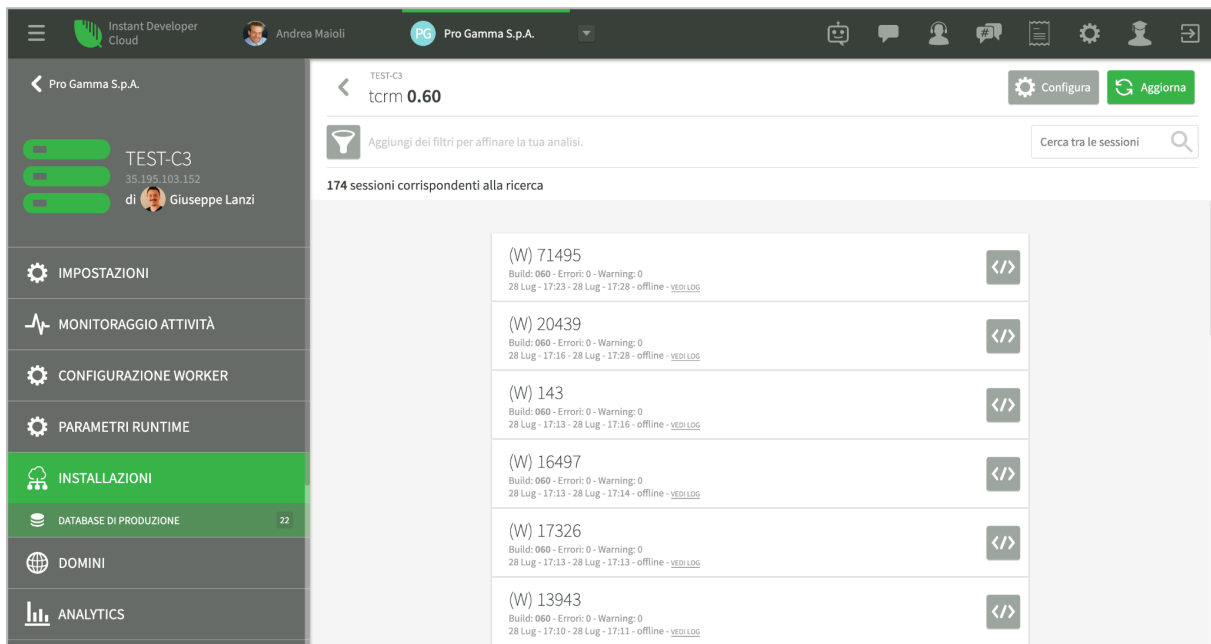 Instant Developer
Cloud
Andrea Maioli
PG
Pro Gamma S.p.A.
Pro Gamma S.p.A.
TEST-C3
35.195.103.152
di Giuseppe Lanzi
IMPOSTAZIONI
MONITORAGGIO ATTIVITÀ
CONFIGURAZIONE WORKER
PARAMETRI RUNTIME
INSTALLAZIONI
DATABASE DI PRODUZIONE 22
DOMINI
ANALYTICS
TEST-C3
tcrm 0.60
Configura
Aggiorna
Aggiungi dei filtri per affinare la tua analisi.
Cerca tra le sessioni
174 sessioni corrispondenti alla ricerca
(W) 71495
Build: 060 - Errori: 0 - Warning: 0
28 Lug - 17:23 - 28 Lug - 17:28 - offline - VEDI LOG
(W) 20439
Build: 060 - Errori: 0 - Warning: 0
28 Lug - 17:16 - 28 Lug - 17:28 - offline - VEDI LOG
(W) 143
Build: 060 - Errori: 0 - Warning: 0
28 Lug - 17:13 - 28 Lug - 17:16 - offline - VEDI LOG
(W) 16497
Build: 060 - Errori: 0 - Warning: 0
28 Lug - 17:13 - 28 Lug - 17:14 - offline - VEDI LOG
(W) 17326
Build: 060 - Errori: 0 - Warning: 0
28 Lug - 17:13 - 28 Lug - 17:13 - offline - VEDI LOG
(W) 13943
Build: 060 - Errori: 0 - Warning: 0
28 Lug - 17:10 - 28 Lug - 17:11 - offline - VEDI LOG